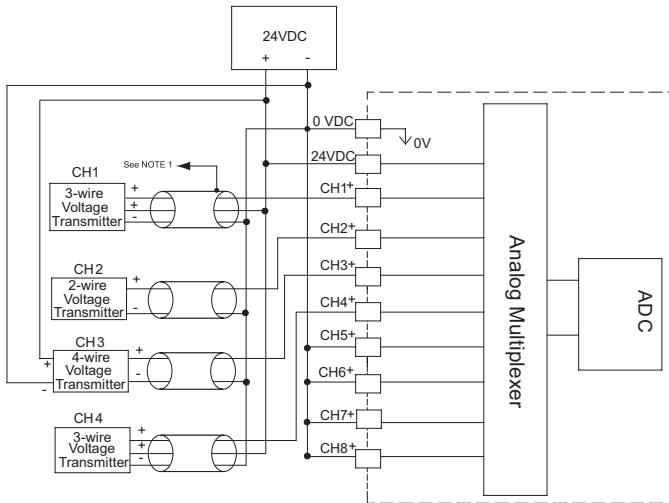 24VDC
+ -
0 VDC
0V
24VDC
See NOTE 1
CH1
3-wire
Voltage
Transmitter
+
+
-
CH1+
CH2+
CH2
2-wire
Voltage
Transmitter
+
-
CH3+
CH4+
CH3
4-wire
Voltage
Transmitter
+
-
+
-
CH5+
CH6+
CH4
3-wire
Voltage
Transmitter
+
+
-
CH7+
CH8+
Analog Multiplexer
ADC